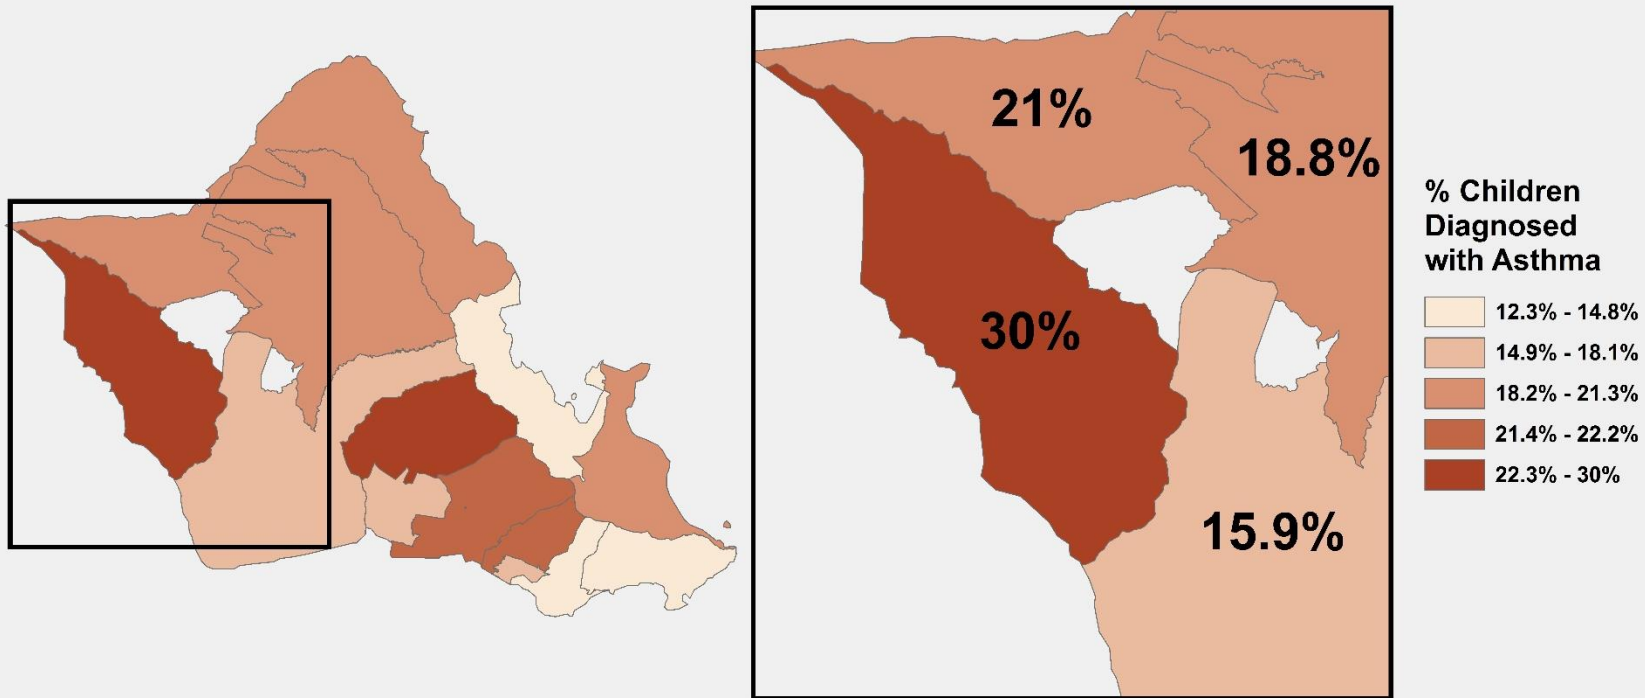 21%
18.8%
30%
15.9%
% Children
Diagnosed
with Asthma
12.3% - 14.8%
14.9% - 18.1%
18.2% - 21.3%
21.4% - 22.2%
22.3% - 30%